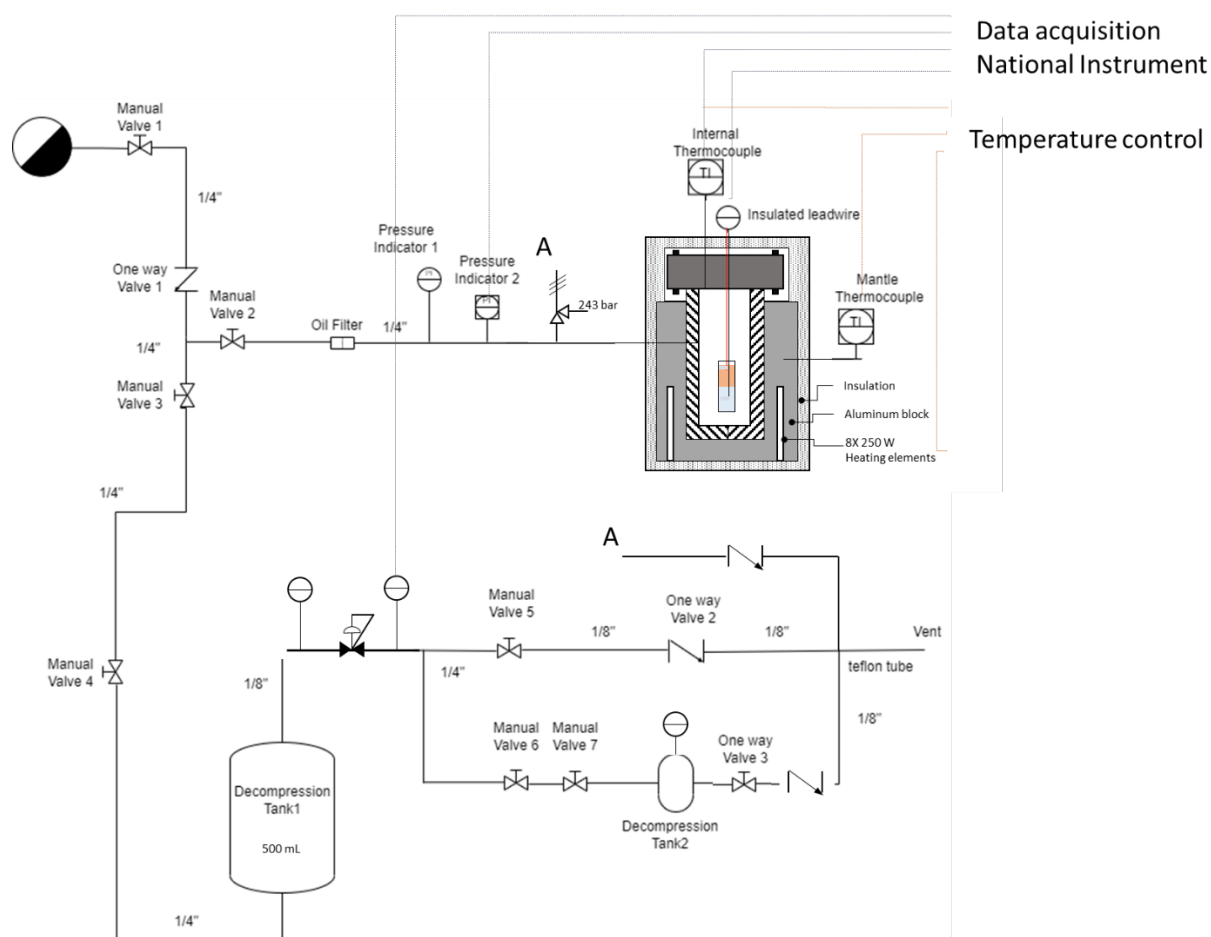 Data acquisition
National Instrument
Temperature control
Manual
Valve 1
Internal
Thermocouple
TI
1/4"
Insulated leadwire
Pressure
Indicator 1
A
Pressure
Indicator 2
One way
Valve 1
Manual
Valve 2
Mantle
Thermocouple
TI
PI
PI
243 bar
Oil Filter
1/4"
1/4"
Manual
Valve 3
Insulation
Aluminum block
8X 250 W
Heating elements
1/4"
A
Manual
Valve 5
One way
Valve 2
1/8"
1/8"
Vent
Manual
Valve 4
1/4"
teflon tube
1/8"
1/8"
Manual
Valve 6
Manual
Valve 7
One way
Valve 3
Decompression
Tank1
500 mL
Decompression
Tank2
1/4"